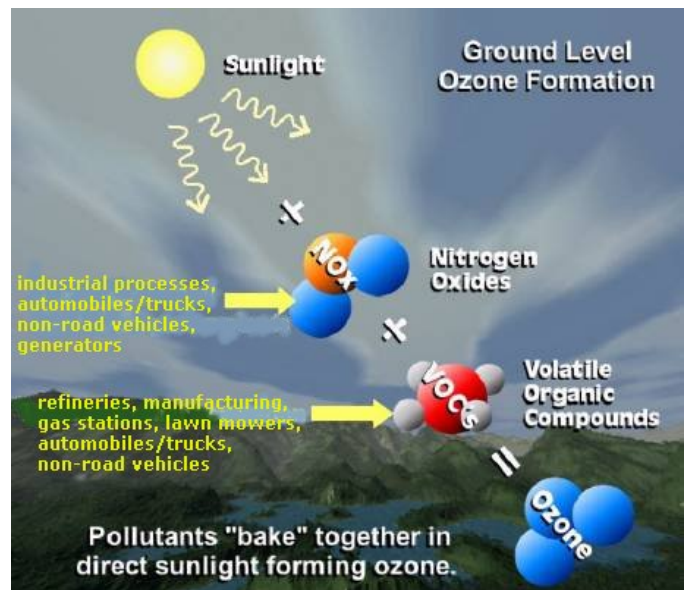 Sunlight
Ground Level
Ozone Formation
+
NOx
Nitrogen
Oxides
industrial processes,
automobiles/trucks,
non-road vehicles,
generators
+
VOC's
Volatile
Organic
Compounds
refineries, manufacturing,
gas stations, lawn mowers,
automobiles/trucks,
non-road vehicles
=
Ozone
Pollutants "bake" together in
direct sunlight forming ozone.